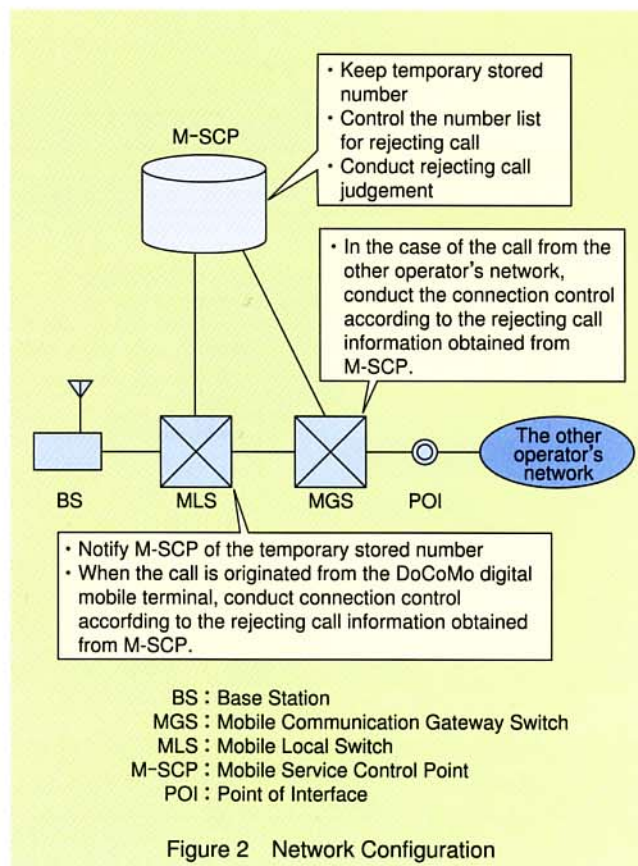 ・Keep temporary stored
number
・Control the number list
for rejecting call
・Conduct rejecting call
judgement
M-SCP
・In the case of the call from the
other operator's network,
conduct the connection control
according to the rejecting call
information obtained from
M-SCP.
The other
operator's
network
BS
MLS
MGS
POI
・Notify M-SCP of the temporary stored number
・When the call is originated from the DoCoMo digital
mobile terminal, conduct connection control
accorfding to the rejecting call information obtained
from M-SCP.
BS : Base Station
MGS : Mobile Communication Gateway Switch
MLS : Mobile Local Switch
M-SCP : Mobile Service Control Point
POI : Point of Interface
Figure 2 Network Configuration